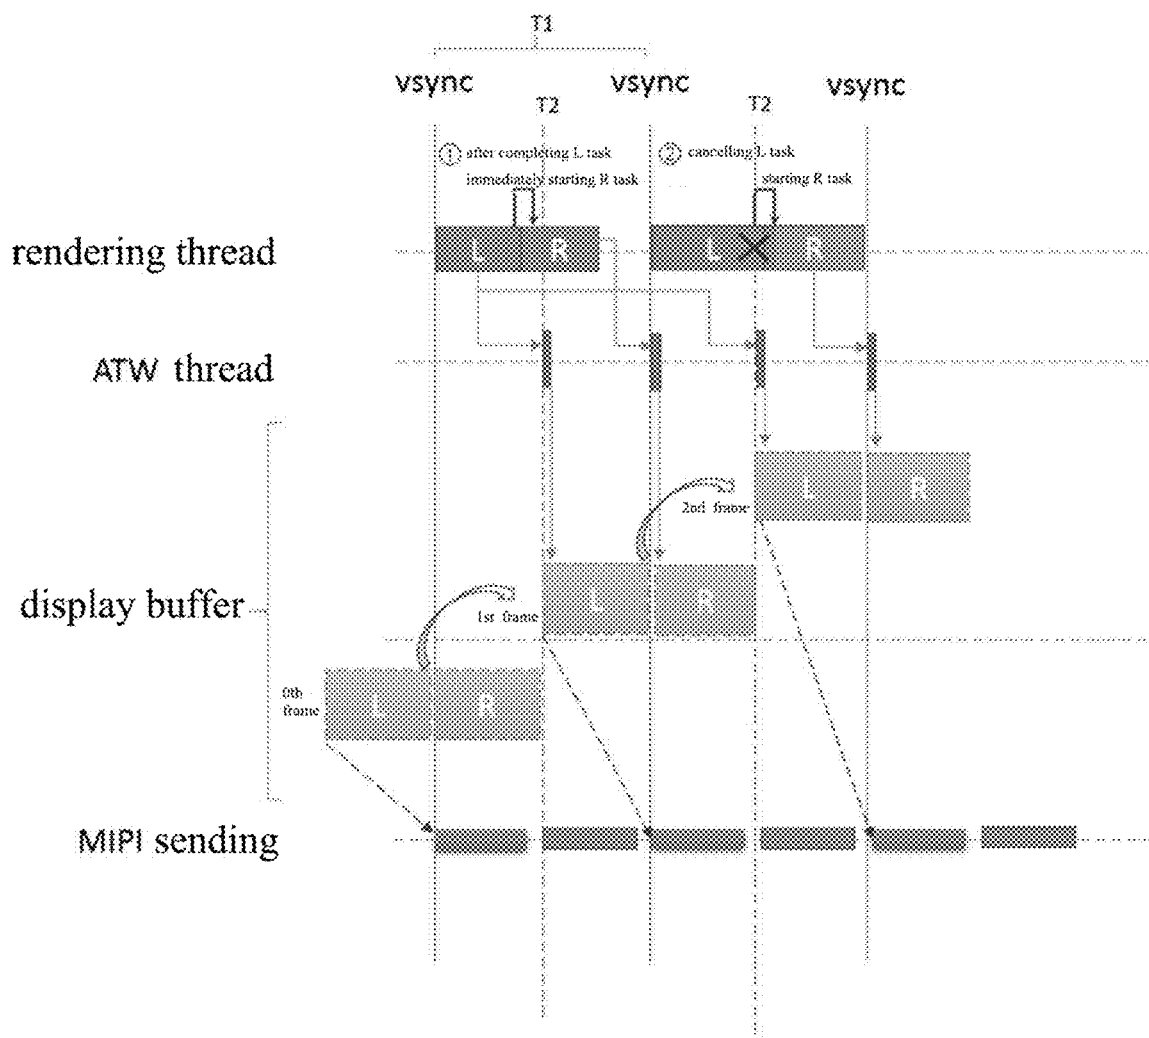 T1
vsync
vsync
vsync
T2
T2
① after completing L task
immediately starting R task
② cancelling L task
starting R task
rendering thread
L
R
L
R
ATW thread
L
R
2nd frame
display buffer
L
R
1st frame
0th
frame
L
R
MIPI sending